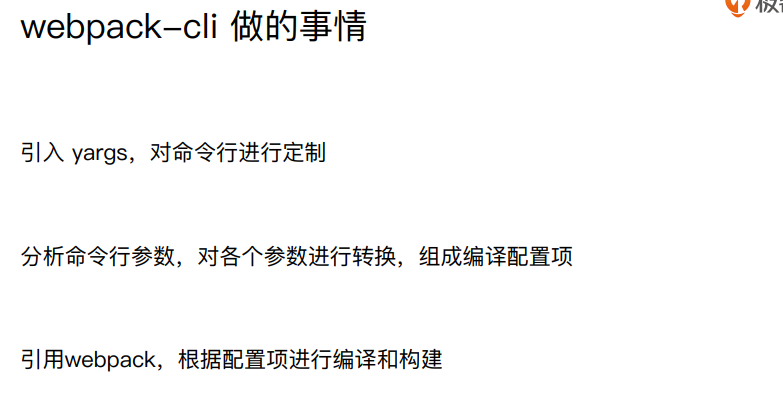 webpack-cli 做的事情
引入 yargs，对命令行进行定制
分析命令行参数，对各个参数进行转换，组成编译配置项
引用webpack，根据配置项进行编译和构建